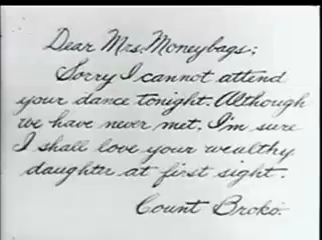 Dear Mrs. Moneybags:
Sorry I cannot attend
your dance tonight. Although
we have never met, I'm sure
I shall love your wealthy
daughter at first sight.
Count Broko.